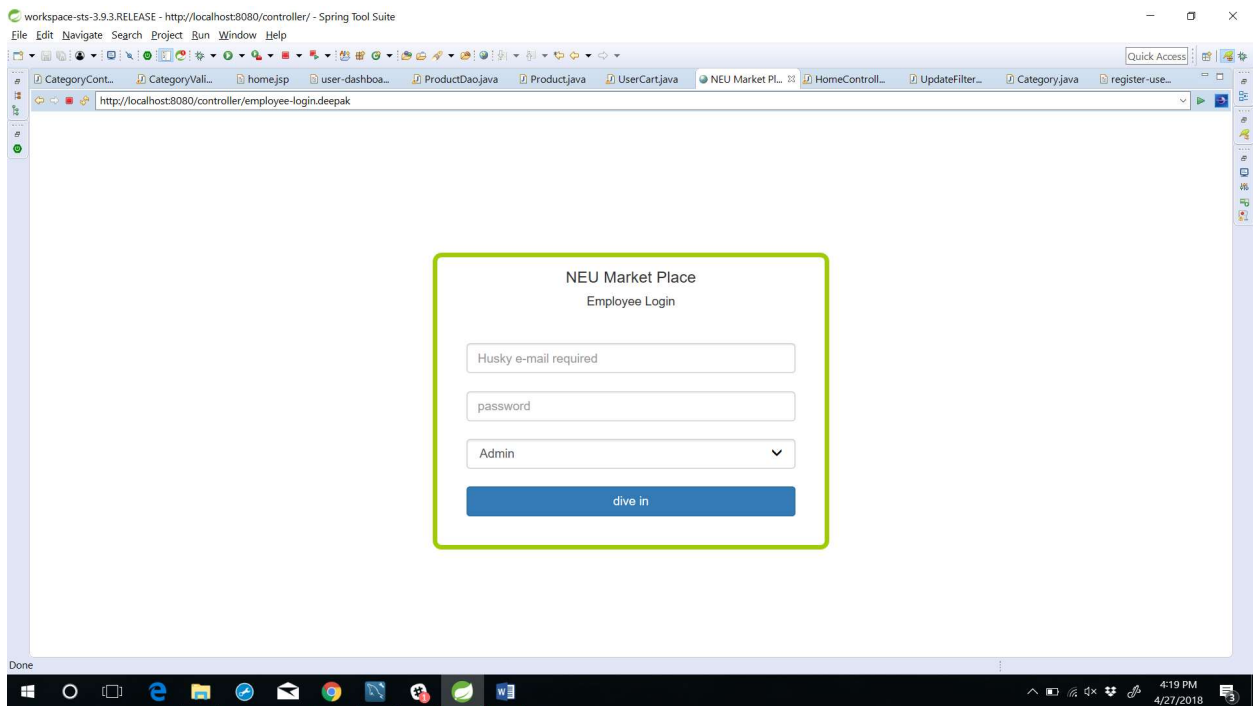 workspace-sts-3.9.3.RELEASE - http://localhost:8080/controller/ - Spring Tool Suite
File Edit Navigate Search Project Run Window Help
Quick Access
CategoryCont... CategoryVali... home.jsp user-dashboa... ProductDao.java Product.java UserCart.java NEU Market Pl... HomeControll... UpdateFilter... Category.java register-use...
http://localhost:8080/controller/employee-login.deepak
NEU Market Place
Employee Login
Husky e-mail required
password
Admin
dive in
Done
4:19 PM
4/27/2018
3